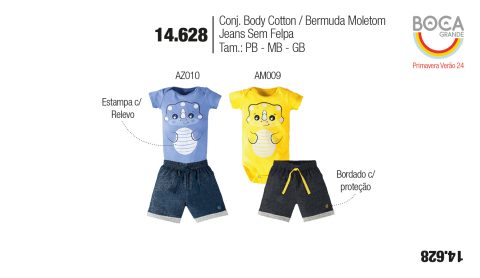 14.628
Conj. Body Cotton / Bermuda Moletom
Jeans Sem Felpa
Tam.: PB - MB - GB
BOCA
GRANDE
Primavera Verão 24
AZ010
AM009
Estampa c/
Relevo
Bordado c/
proteção
14.628